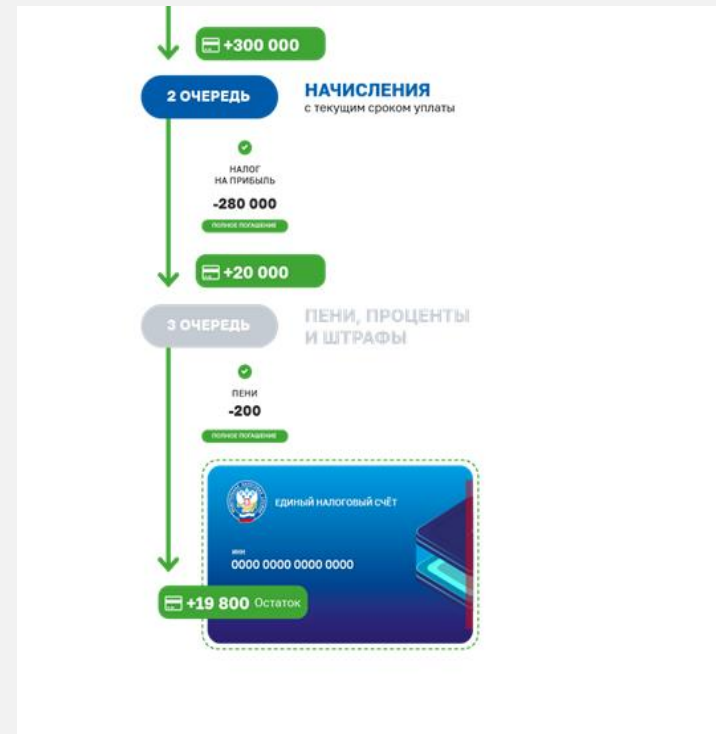 +300 000
2 ОЧЕРЕДЬ
НАЧИСЛЕНИЯ
с текущим сроком уплаты
НАЛОГ
НА ПРИБЫЛЬ
-280 000
ПОЛНОЕ ПОГАШЕНИЕ
+20 000
3 ОЧЕРЕДЬ
ПЕНИ, ПРОЦЕНТЫ
И ШТРАФЫ
ПЕНИ
-200
ПОЛНОЕ ПОГАШЕНИЕ
ЕДИНЫЙ НАЛОГОВЫЙ СЧЁТ
ИНН
0000 0000 0000 0000
+19 800 Остаток